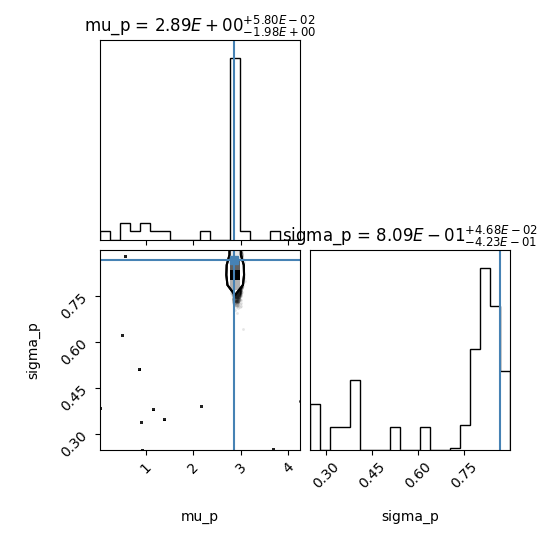 mu_p = 2.89E + 00 +5.80E − 02 −1.98E + 00
sigma_p = 8.09E − 01 +4.68E − 02 −4.23E − 01
0.75
0.60
0.45
0.30
sigma_p
1 2 3 4
mu_p
0.30 0.45 0.60 0.75
sigma_p